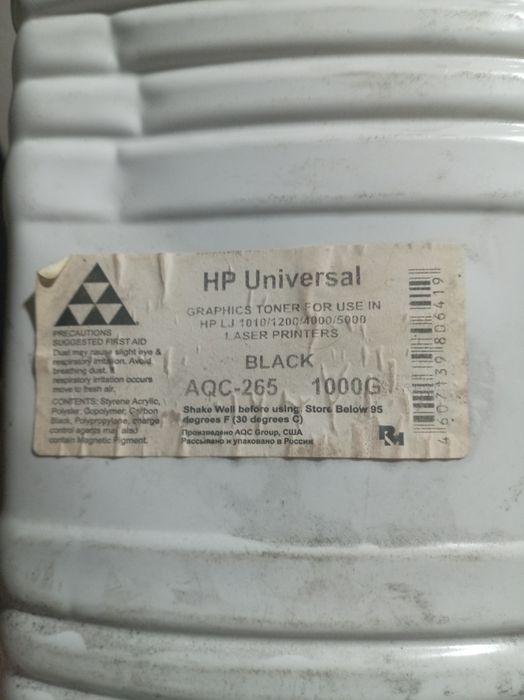 HP Universal
GRAPHICS TONER FOR USE IN
HP LJ 1010/1200/4000/5000
LASER PRINTERS
BLACK
AQC-265 1000G
Shake Well before using. Store Below 95
degrees F (30 degrees C)
Произведено AQC Group, США
Рассыпано и упаковано в России
PRECAUTIONS
SUGGESTED FIRST AID
Dust may cause slight eye &
respiratory irritation. Avoid
breathing dust. If
respiratory irritation occurs
move to fresh air.
CONTENTS: Styrene Acrylic,
Polyster Copolymer, Carbon
Black, Polypropylene, charge
control agents may also
contain Magnetic Pigment.
4607139806419